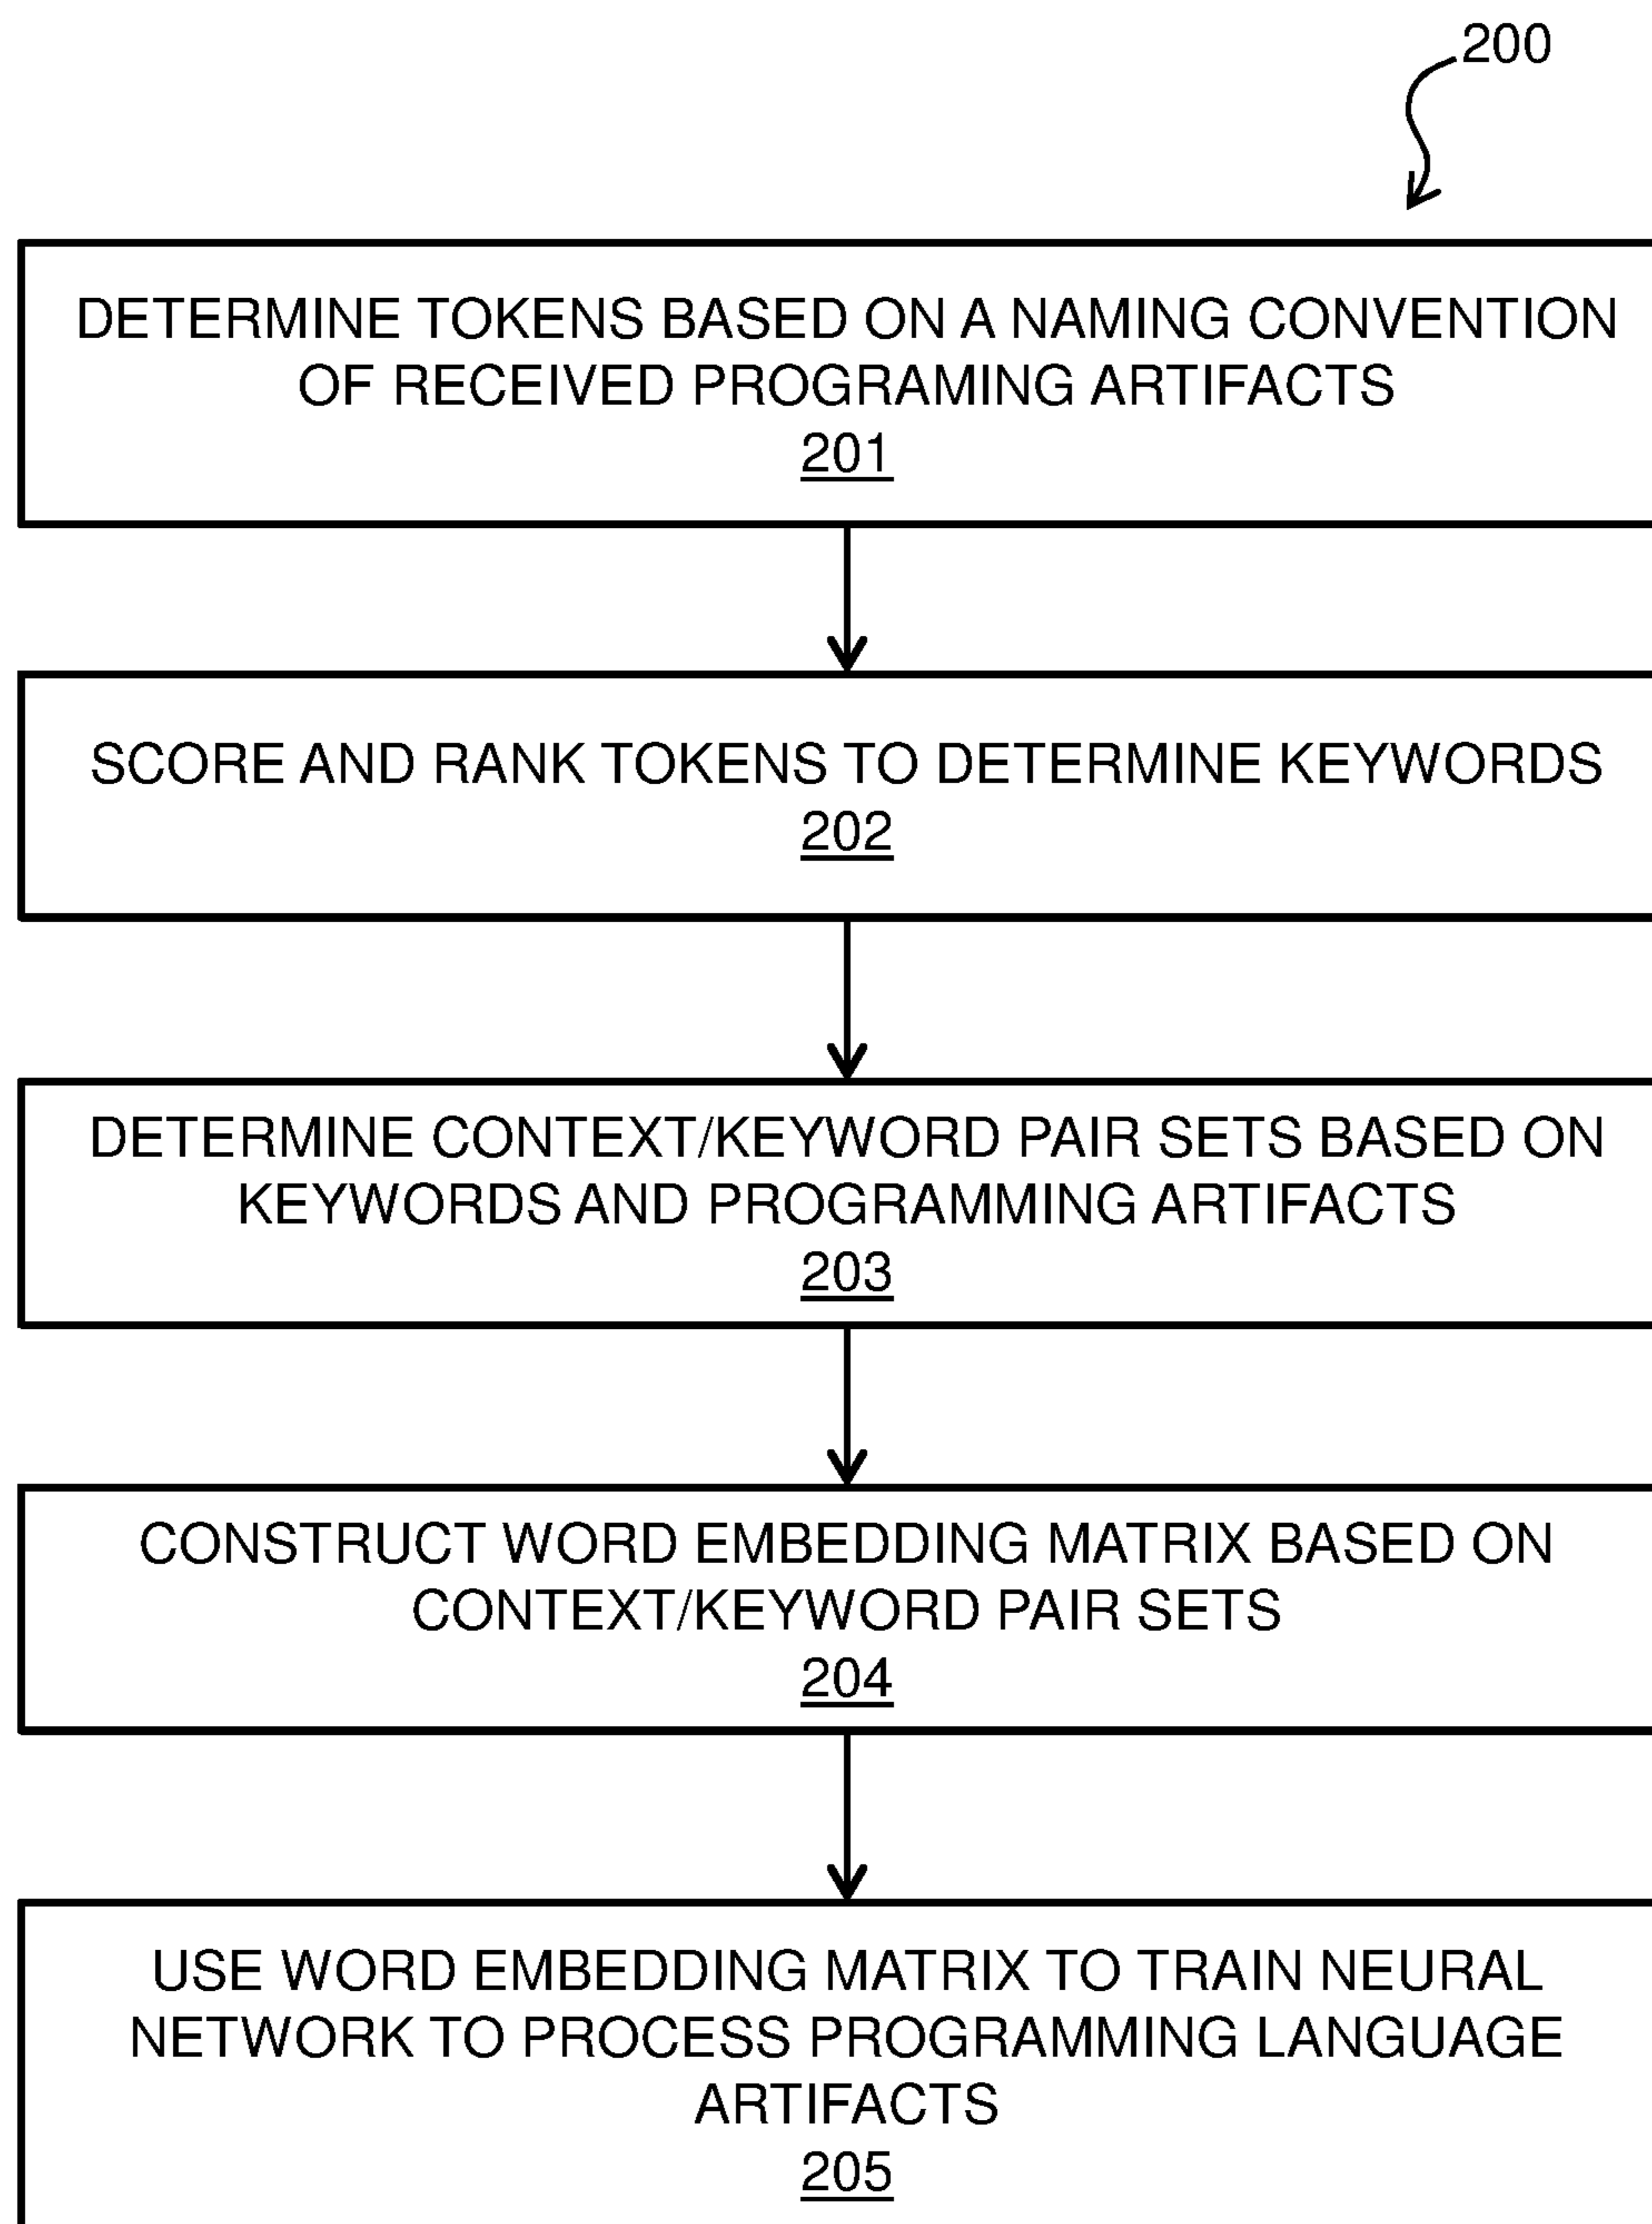 200
DETERMINE TOKENS BASED ON A NAMING CONVENTION
OF RECEIVED PROGRAMING ARTIFACTS
201
SCORE AND RANK TOKENS TO DETERMINE KEYWORDS
202
DETERMINE CONTEXT/KEYWORD PAIR SETS BASED ON
KEYWORDS AND PROGRAMMING ARTIFACTS
203
CONSTRUCT WORD EMBEDDING MATRIX BASED ON
CONTEXT/KEYWORD PAIR SETS
204
USE WORD EMBEDDING MATRIX TO TRAIN NEURAL
NETWORK TO PROCESS PROGRAMMING LANGUAGE
ARTIFACTS
205